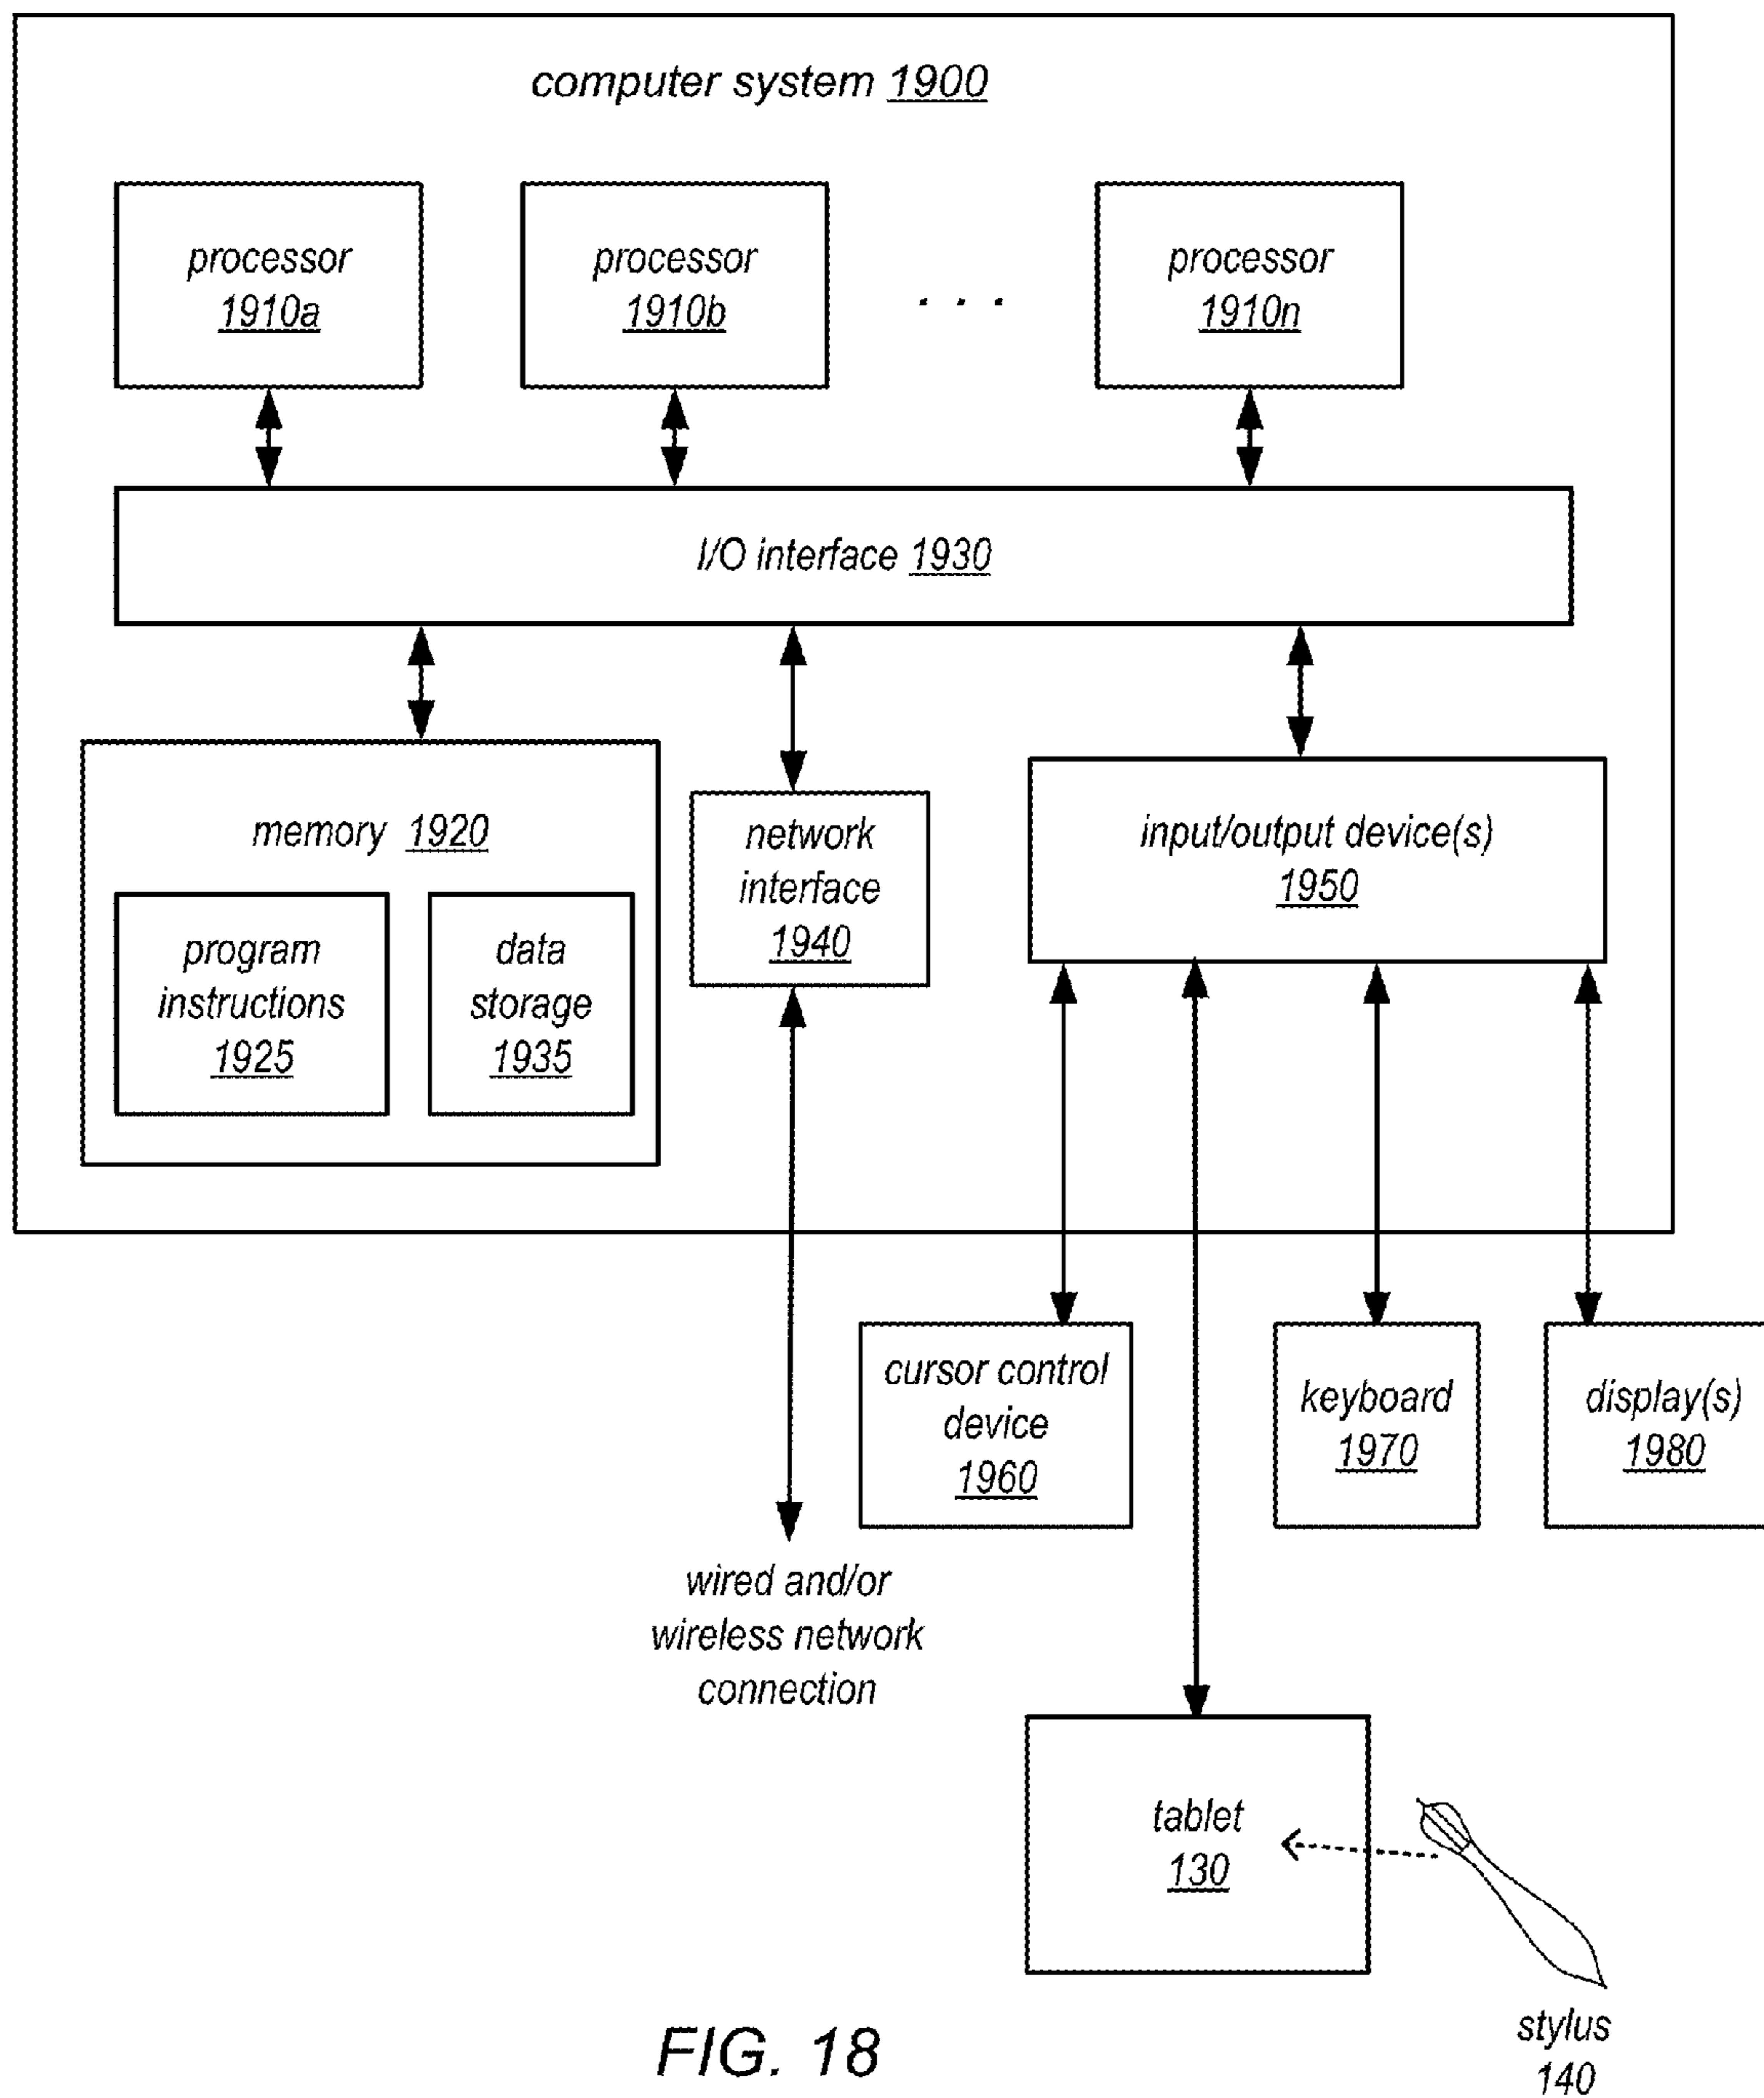 computer system 1900
processor
1910a
processor
1910b
. . .
processor
1910n
I/O interface 1930
memory 1920
program
instructions
1925
data
storage
1935
network
interface
1940
input/output device(s)
1950
cursor control
device
1960
keyboard
1970
display(s)
1980
wired and/or
wireless network
connection
tablet
130
stylus
140
FIG. 18